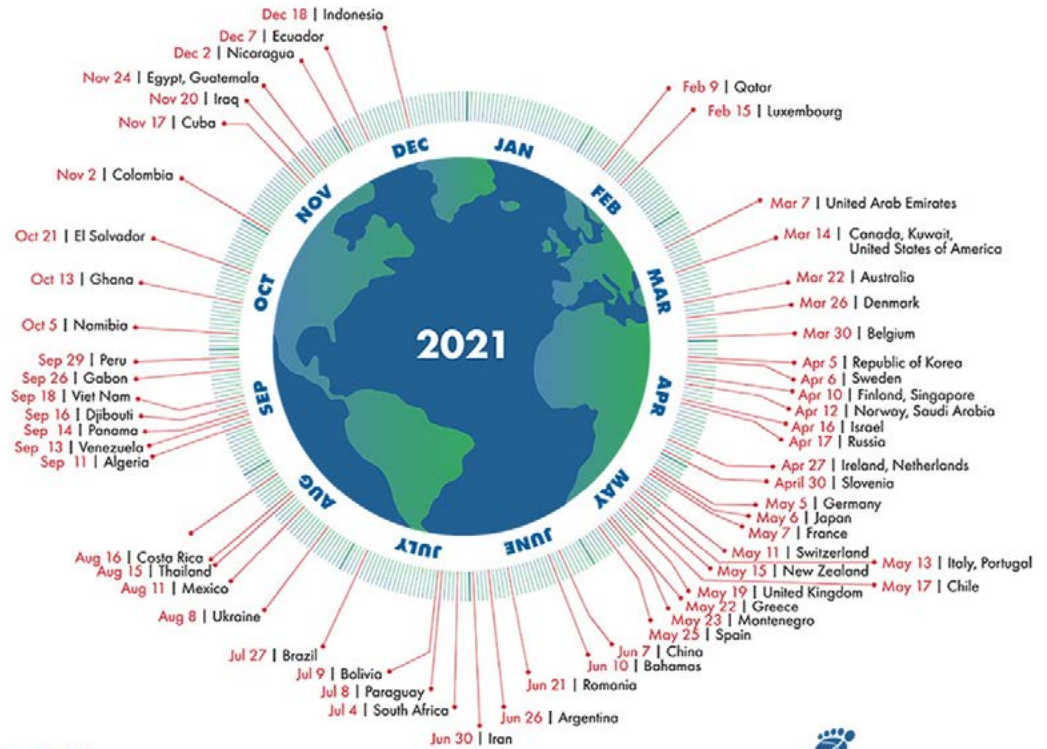 Dec 18 | Indonesia
Dec 7 | Ecuador
Dec 2 | Nicaragua
Nov 24 | Egypt, Guatemala
Nov 20 | Iraq
Nov 17 | Cuba
Nov 2 | Colombia
Oct 21 | El Salvador
Oct 13 | Ghana
Oct 5 | Namibia
Sep 29 | Peru
Sep 26 | Gabon
Sep 18 | Viet Nam
Sep 16 | Djibouti
Sep 14 | Panama
Sep 13 | Venezuela
Sep 11 | Algeria
Aug 16 | Costa Rica
Aug 15 | Thailand
Aug 11 | Mexico
Aug 8 | Ukraine
Jul 27 | Brazil
Jul 9 | Bolivia
Jul 8 | Paraguay
Jul 4 | South Africa
Jun 30 | Iran
Jun 26 | Argentina
Jun 21 | Romania
Jun 10 | Bahamas
Jun 7 | China
Feb 9 | Qatar
Feb 15 | Luxembourg
Mar 7 | United Arab Emirates
Mar 14 | Canada, Kuwait,
United States of America
Mar 22 | Australia
Mar 26 | Denmark
Mar 30 | Belgium
Apr 5 | Republic of Korea
Apr 6 | Sweden
Apr 10 | Finland, Singapore
Apr 12 | Norway, Saudi Arabia
Apr 16 | Israel
Apr 17 | Russia
Apr 27 | Ireland, Netherlands
April 30 | Slovenia
May 5 | Germany
May 6 | Japan
May 7 | France
May 11 | Switzerland
May 13 | Italy, Portugal
May 15 | New Zealand
May 17 | Chile
May 19 | United Kingdom
May 22 | Greece
May 23 | Montenegro
May 25 | Spain
JAN
FEB
MAR
APR
MAY
JUNE
JULY
AUG
SEP
OCT
NOV
DEC
2021